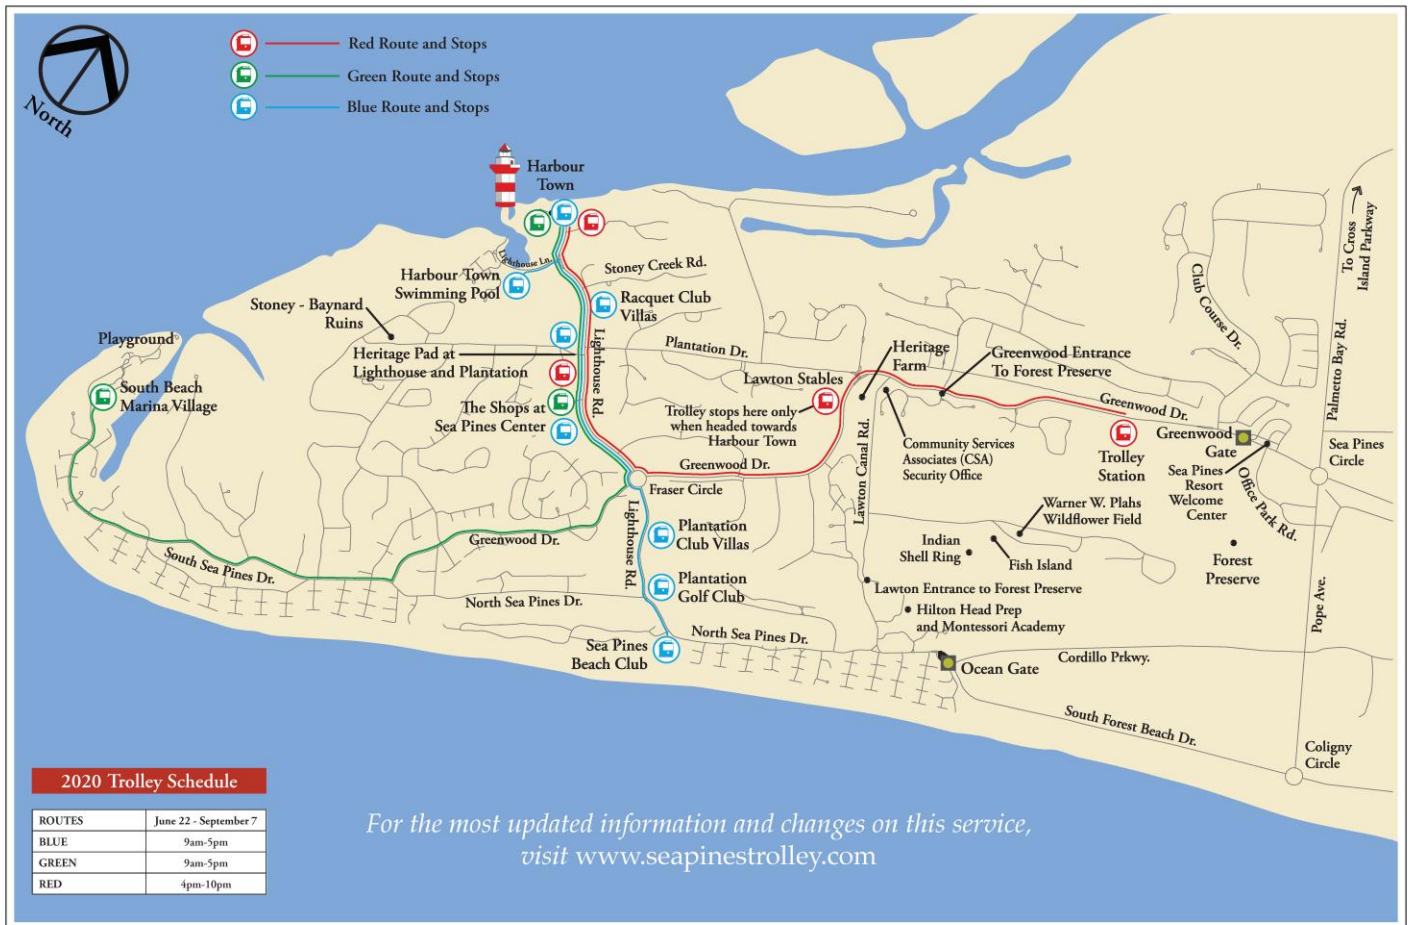 North
Red Route and Stops
Green Route and Stops
Blue Route and Stops
Harbour
Town
Lighthouse Ln.
Harbour Town
Swimming Pool
Stoney Creek Rd.
Racquet Club
Villas
Stoney - Baynard
Ruins
Playground
South Beach
Marina Village
Heritage Pad at
Lighthouse and Plantation
Lighthouse Rd.
The Shops at
Sea Pines Center
Plantation Dr.
Lawton Stables
Trolley stops here only
when headed towards
Harbour Town
Heritage
Farm
Greenwood Entrance
To Forest Preserve
Club Course Dr.
To Cross
Island Parkway
Palmetto Bay Rd.
Greenwood Dr.
Greenwood
Gate
Trolley
Station
Sea Pines
Resort
Welcome
Center
Office Park Rd.
Sea Pines
Circle
Community Services
Associates (CSA)
Security Office
Lawton Canal Rd.
Greenwood Dr.
Fraser Circle
Lighthouse Rd.
Plantation
Club Villas
Plantation
Golf Club
Warner W. Plahs
Wildflower Field
Indian
Shell Ring
Fish Island
Forest
Preserve
Lawton Entrance to Forest Preserve
Hilton Head Prep
and Montessori Academy
Greenwood Dr.
South Sea Pines Dr.
North Sea Pines Dr.
North Sea Pines Dr.
Sea Pines
Beach Club
Ocean Gate
Cordillo Prkwy.
Pope Ave.
South Forest Beach Dr.
Coligny
Circle
2020 Trolley Schedule
ROUTES June 22 - September 7
BLUE 9am-5pm
GREEN 9am-5pm
RED 4pm-10pm
For the most updated information and changes on this service,
visit www.seapinestrolley.com